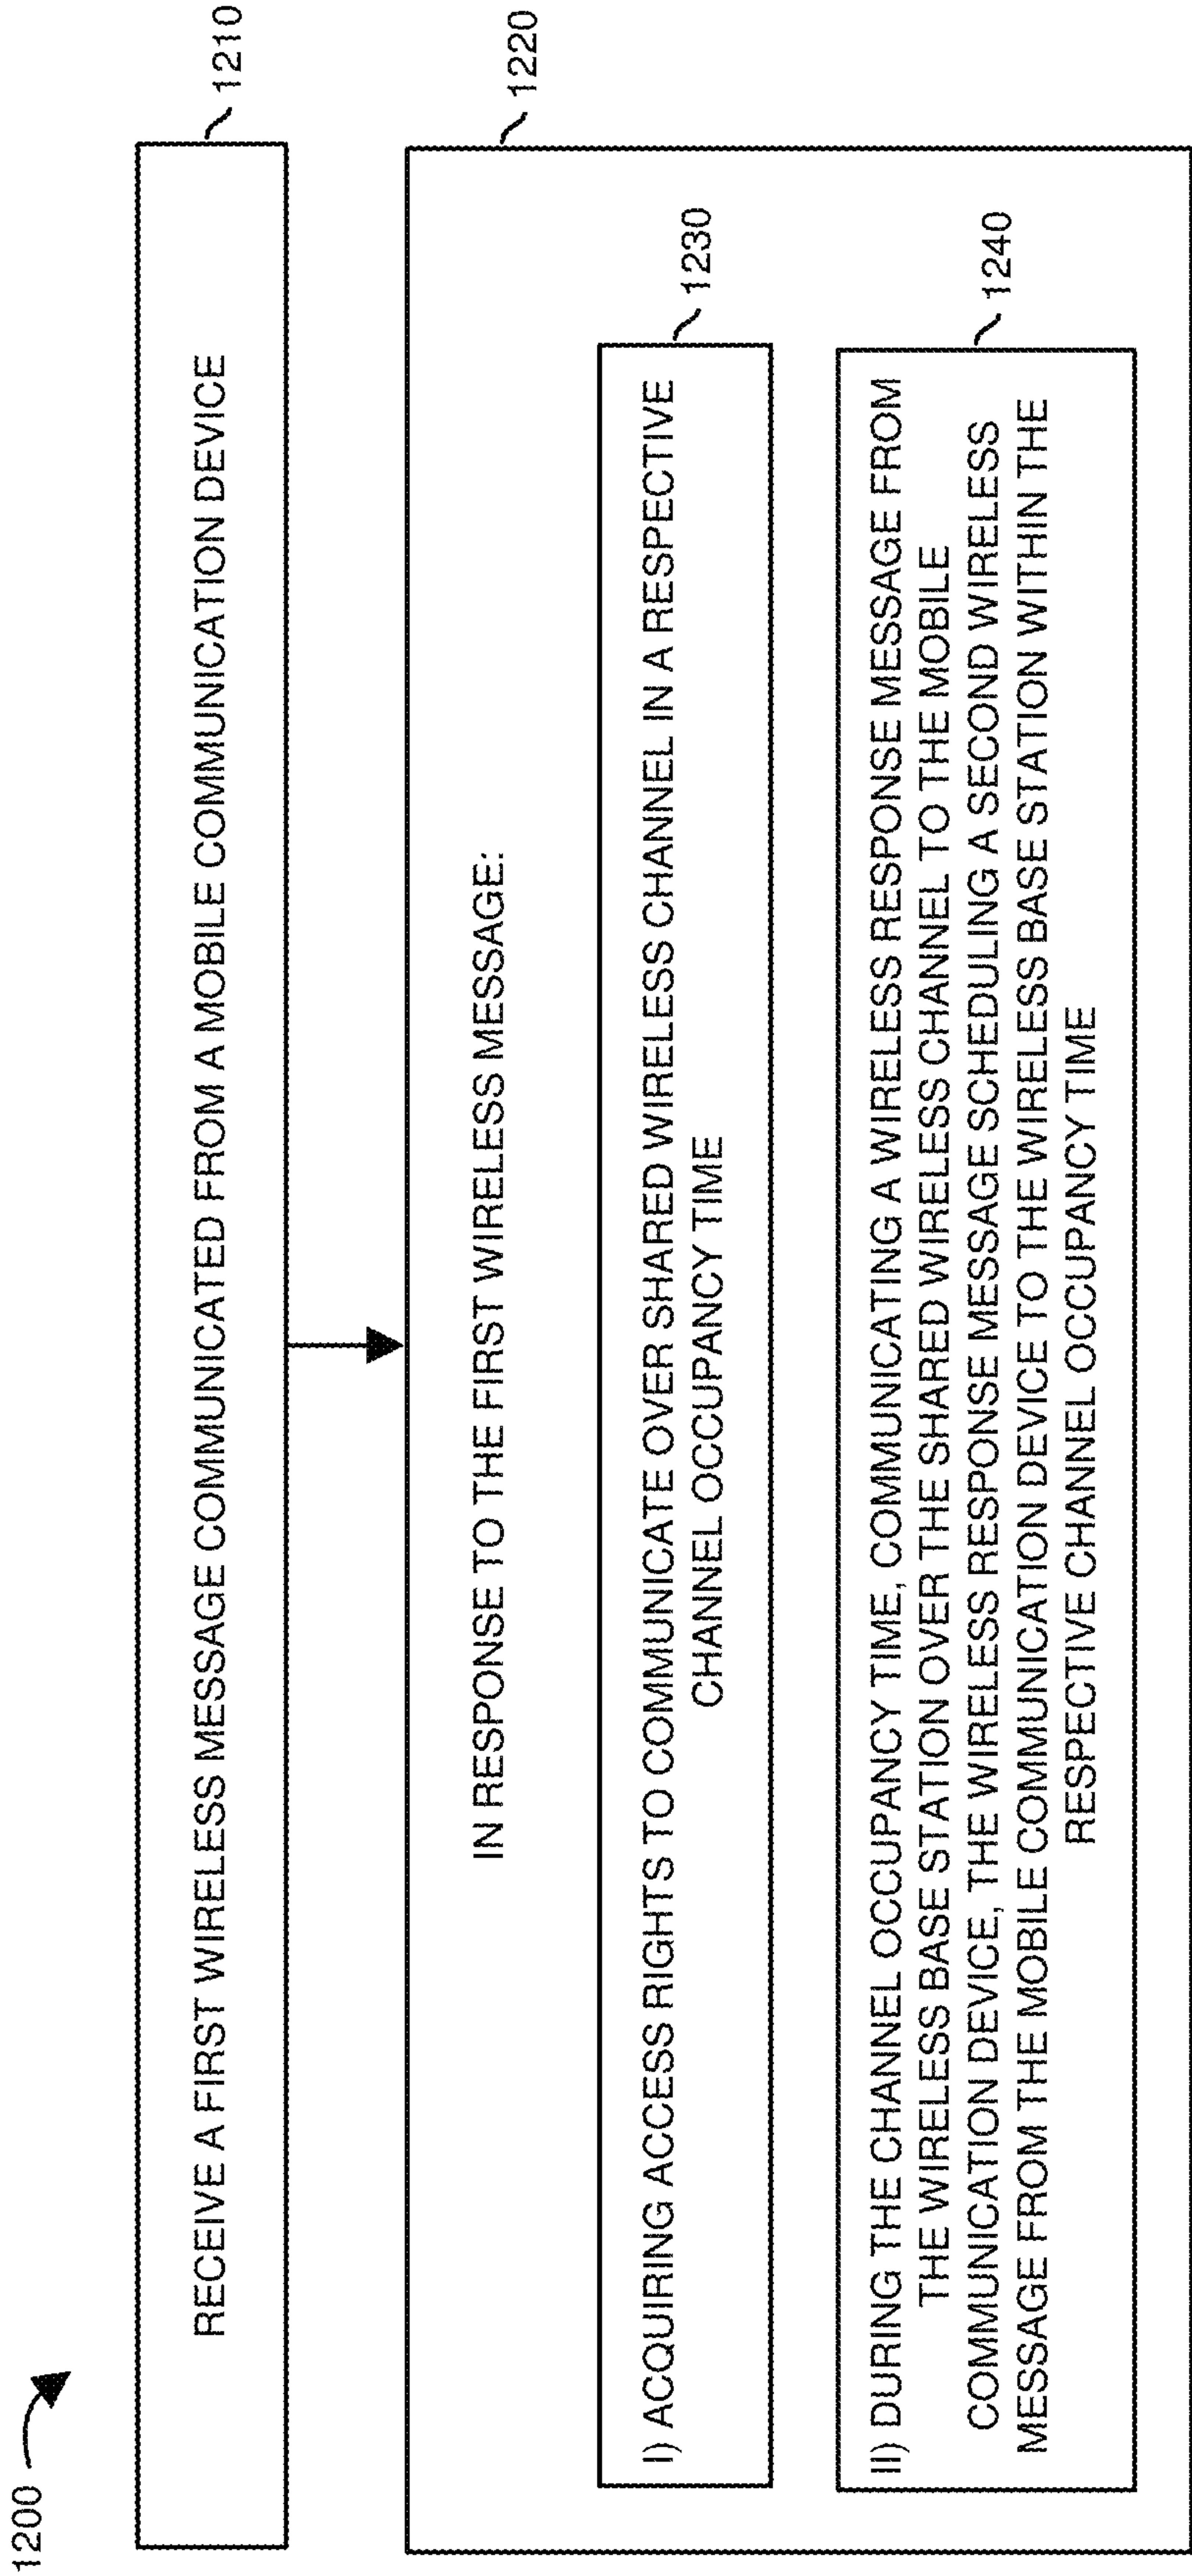 1200
RECEIVE A FIRST WIRELESS MESSAGE COMMUNICATED FROM A MOBILE COMMUNICATION DEVICE
1210
1220
IN RESPONSE TO THE FIRST WIRELESS MESSAGE:
I) ACQUIRING ACCESS RIGHTS TO COMMUNICATE OVER SHARED WIRELESS CHANNEL IN A RESPECTIVE
CHANNEL OCCUPANCY TIME
1230
II) DURING THE CHANNEL OCCUPANCY TIME, COMMUNICATING A WIRELESS RESPONSE MESSAGE FROM
THE WIRELESS BASE STATION OVER THE SHARED WIRELESS CHANNEL TO THE MOBILE
COMMUNICATION DEVICE, THE WIRELESS RESPONSE MESSAGE SCHEDULING A SECOND WIRELESS
MESSAGE FROM THE MOBILE COMMUNICATION DEVICE TO THE WIRELESS BASE STATION WITHIN THE
RESPECTIVE CHANNEL OCCUPANCY TIME
1240